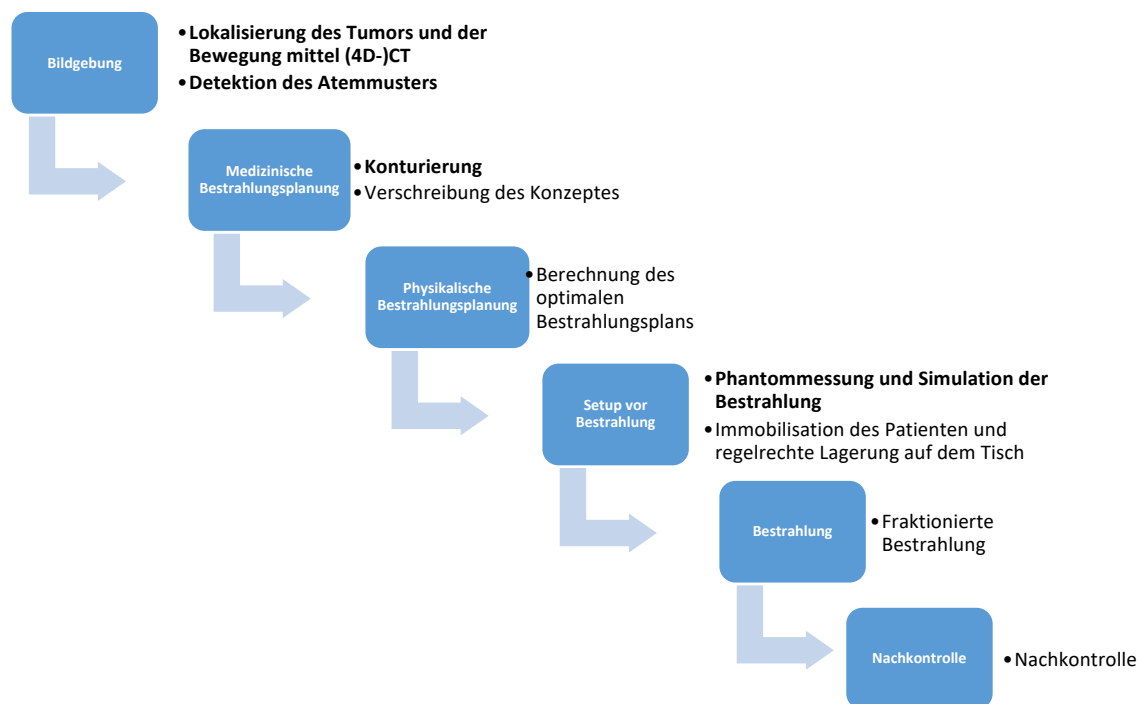 Bildgebung
•Lokalisierung des Tumors und der
Bewegung mittel (4D-)CT
•Detektion des Atemmusters
Medizinische
Bestrahlungsplanung
•Konturierung
•Verschreibung des Konzeptes
Physikalische
Bestrahlungsplanung
•Berechnung des
optimalen
Bestrahlungsplans
Setup vor
Bestrahlung
•Phantommessung und Simulation der
Bestrahlung
•Immobilisation des Patienten und
regelrechte Lagerung auf dem Tisch
Bestrahlung
•Fraktionierte
Bestrahlung
Nachkontrolle
•Nachkontrolle